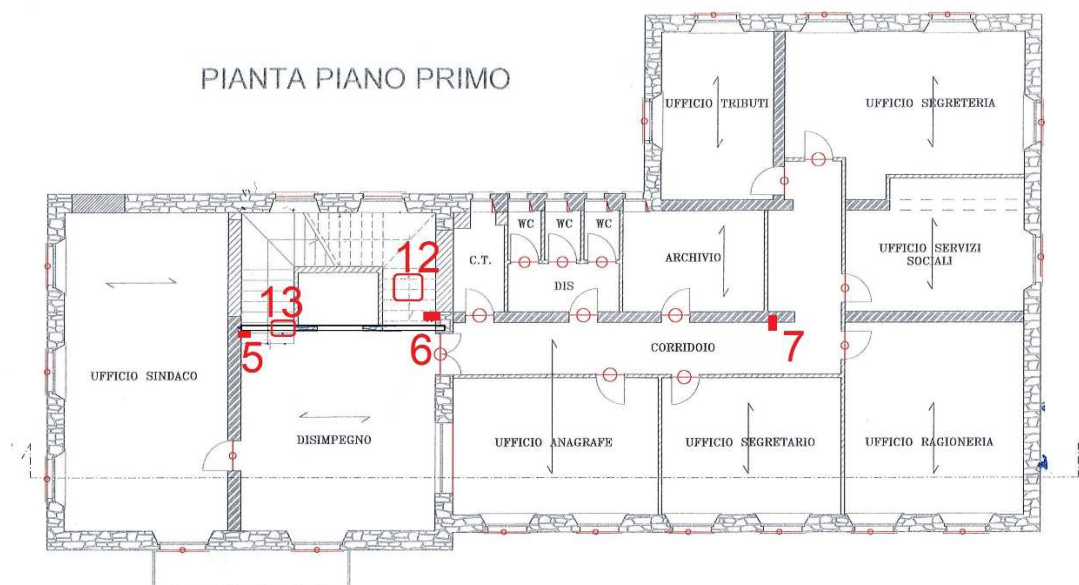 PIANTA PIANO PRIMO
UFFICIO TRIBUTI
UFFICIO SEGRETERIA
WC
WC
WC
C.T.
ARCHIVIO
UFFICIO SERVIZI
SOCIALI
DIS
12
13
5
6
7
CORRIDOIO
UFFICIO SINDACO
DISIMPEGNO
UFFICIO ANAGRAFE
UFFICIO SEGRETARIO
UFFICIO RAGIONERIA